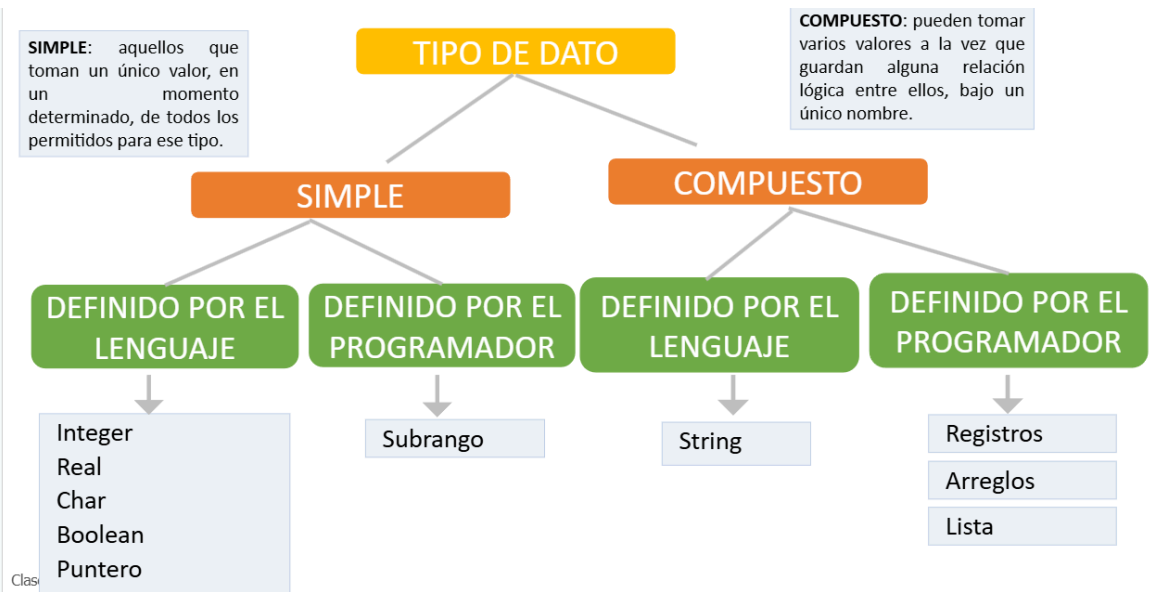 SIMPLE: aquellos que
toman un único valor, en
un momento
determinado, de todos los
permitidos para ese tipo.
TIPO DE DATO
COMPUESTO: pueden tomar
varios valores a la vez que
guardan alguna relación
lógica entre ellos, bajo un
único nombre.
SIMPLE
COMPUESTO
DEFINIDO POR EL
LENGUAJE
DEFINIDO POR EL
PROGRAMADOR
DEFINIDO POR EL
LENGUAJE
DEFINIDO POR EL
PROGRAMADOR
Integer
Real
Char
Boolean
Puntero
Subrango
String
Registros
Arreglos
Lista